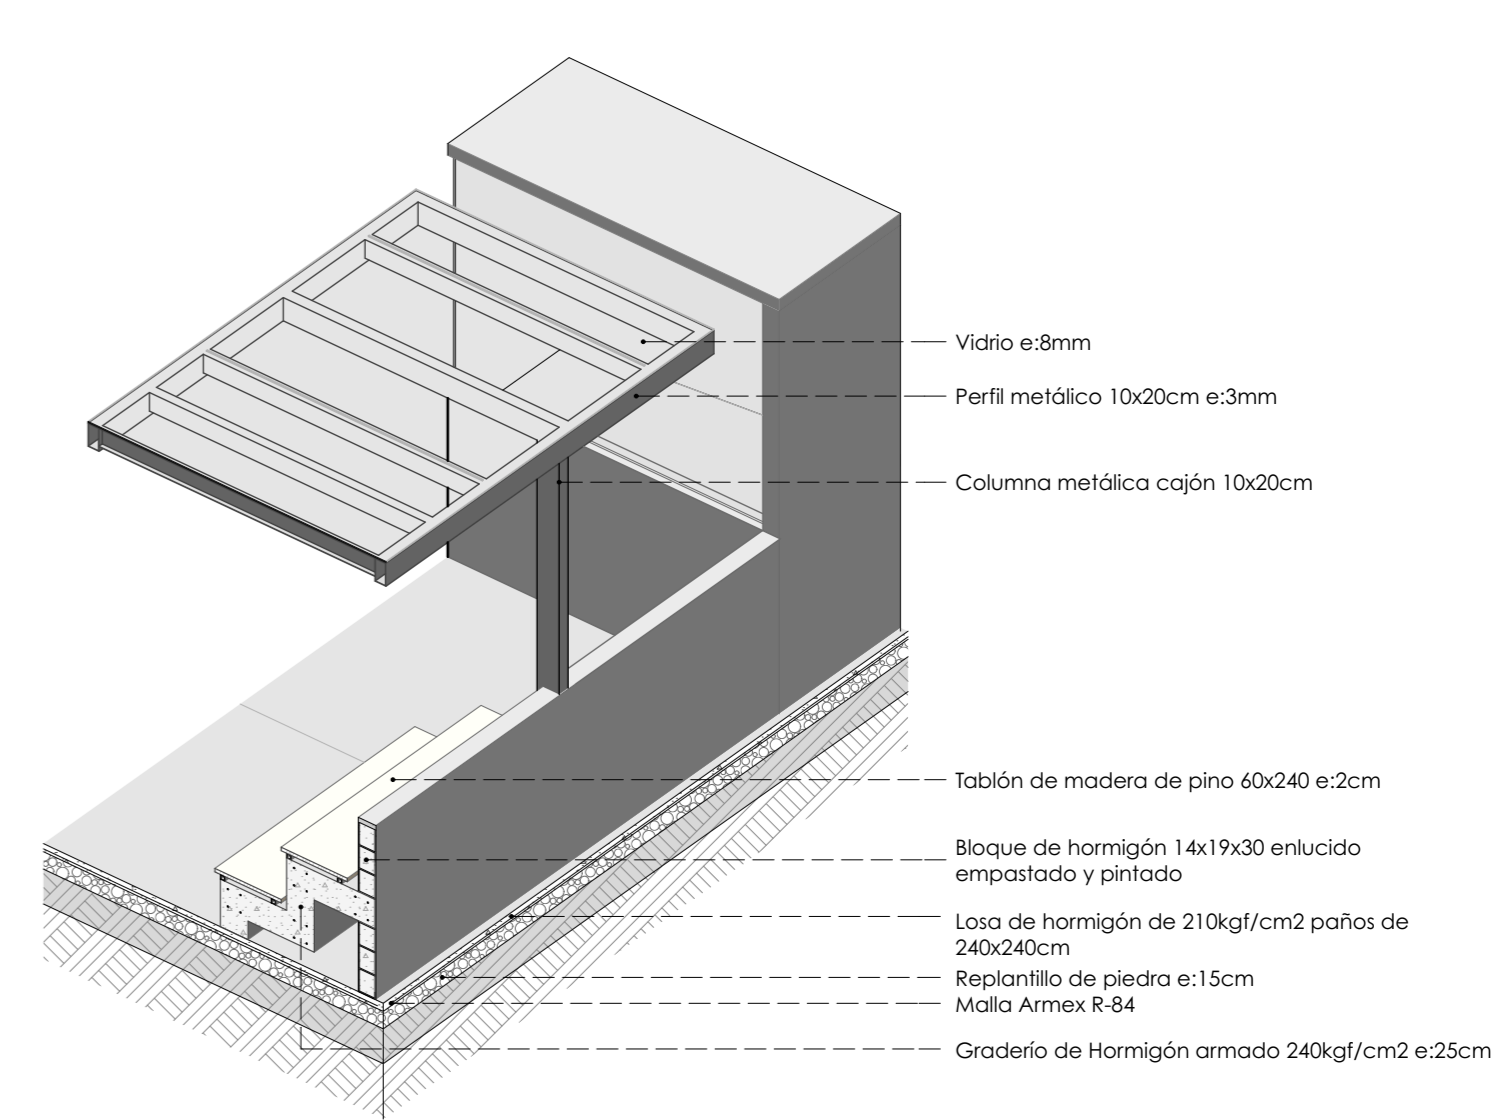 Vidrio e:8mm
Perfil metálico 10x20cm e:3mm
Columna metálica cajón 10x20cm
Tablón de madera de pino 60x240 e:2cm
Bloque de hormigón 14x19x30 enlucido
empastado y pintado
Losa de hormigón de 210kgf/cm2 paños de
240x240cm
Replantillo de piedra e:15cm
Malla Armex R-84
Graderío de Hormigón armado 240kgf/cm2 e:25cm